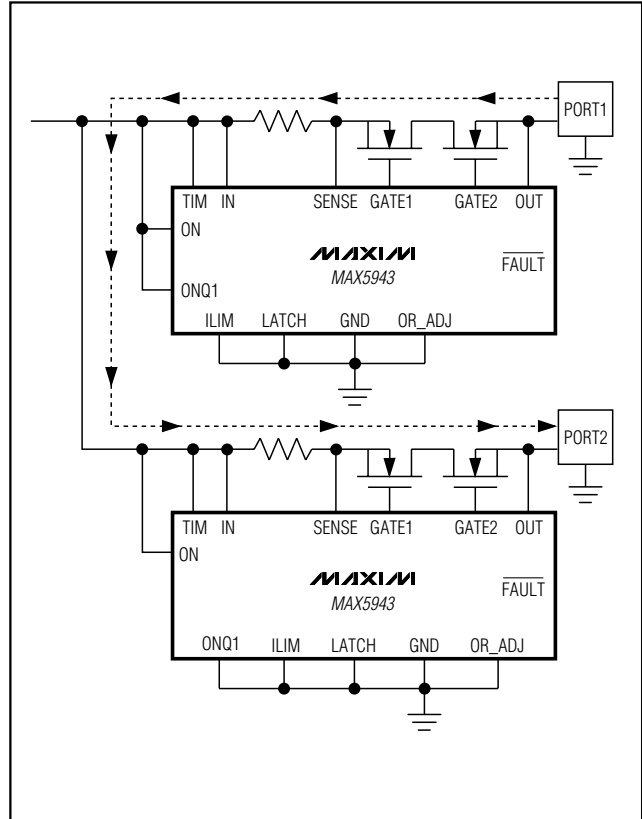 PORT1
TIM IN SENSE GATE1 GATE2 OUT
ON
MAXIM FAULT
MAX5943
ONQ1
ILIM LATCH GND OR_ADJ
PORT2
TIM IN SENSE GATE1 GATE2 OUT
ON
MAXIM FAULT
MAX5943
ONQ1 ILIM LATCH GND OR_ADJ